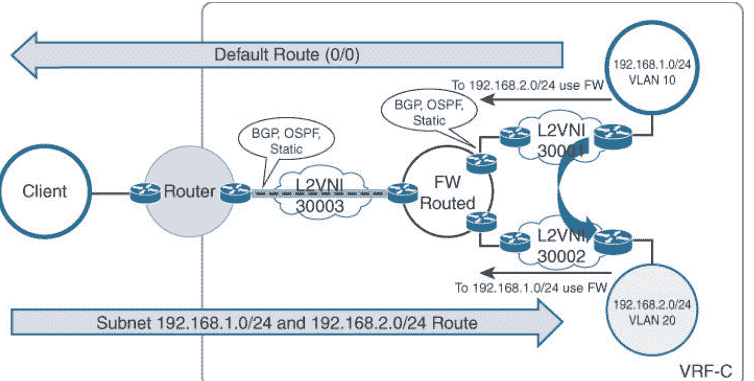 Default Route (0/0)
192.168.1.0/24
VLAN 10
To 192.168.2.0/24 use FW
BGP, OSPF,
Static
BGP, OSPF,
Static
L2VNI
30001
Client
Router
L2VNI
30003
FW
Routed
L2VNI
30002
To 192.168.1.0/24 use FW
192.168.2.0/24
VLAN 20
Subnet 192.168.1.0/24 and 192.168.2.0/24 Route
VRF-C